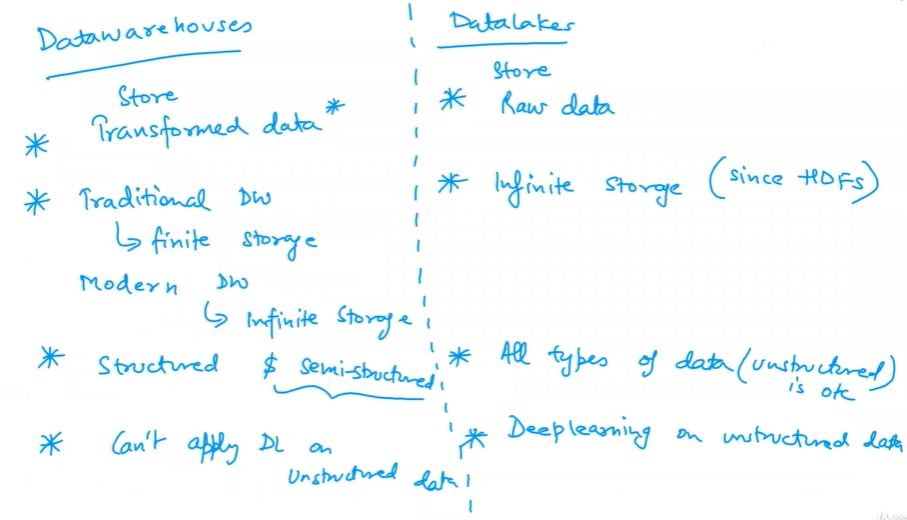 Datawarehouses
Store
* Transformed data*
* Traditional DW
↳ finite storage
Modern DW
↳ Infinite Storage
* Structured $ semi-structured
* Can't apply DL on
Unstructured data
Datalakes
Store
* Raw data
* Infinite storage (since HDFS)
* All types of data (unstructured)
is ok
* Deeplearning on unstructured data